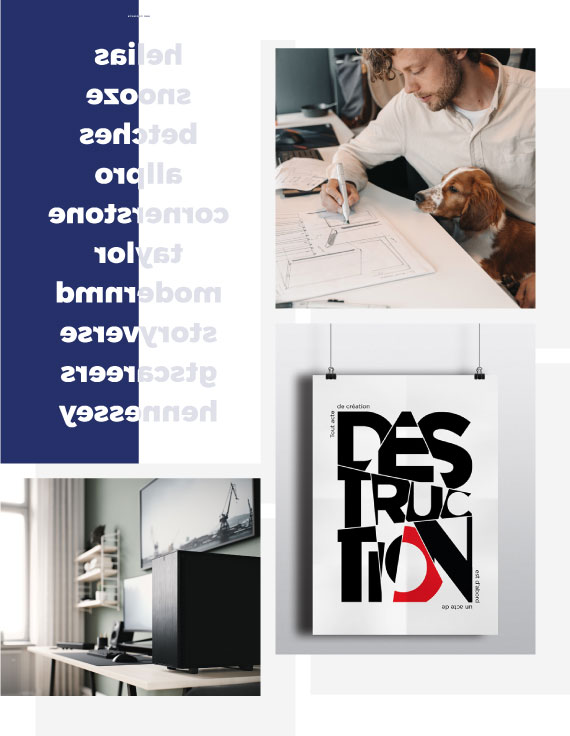 helias
snooze
betches
allpro
cornerstone
taylor
modernmd
storyverse
gtscareers
hennessey
Tout acte
de création
DES
TRUC
TION
est d'abord
un acte de